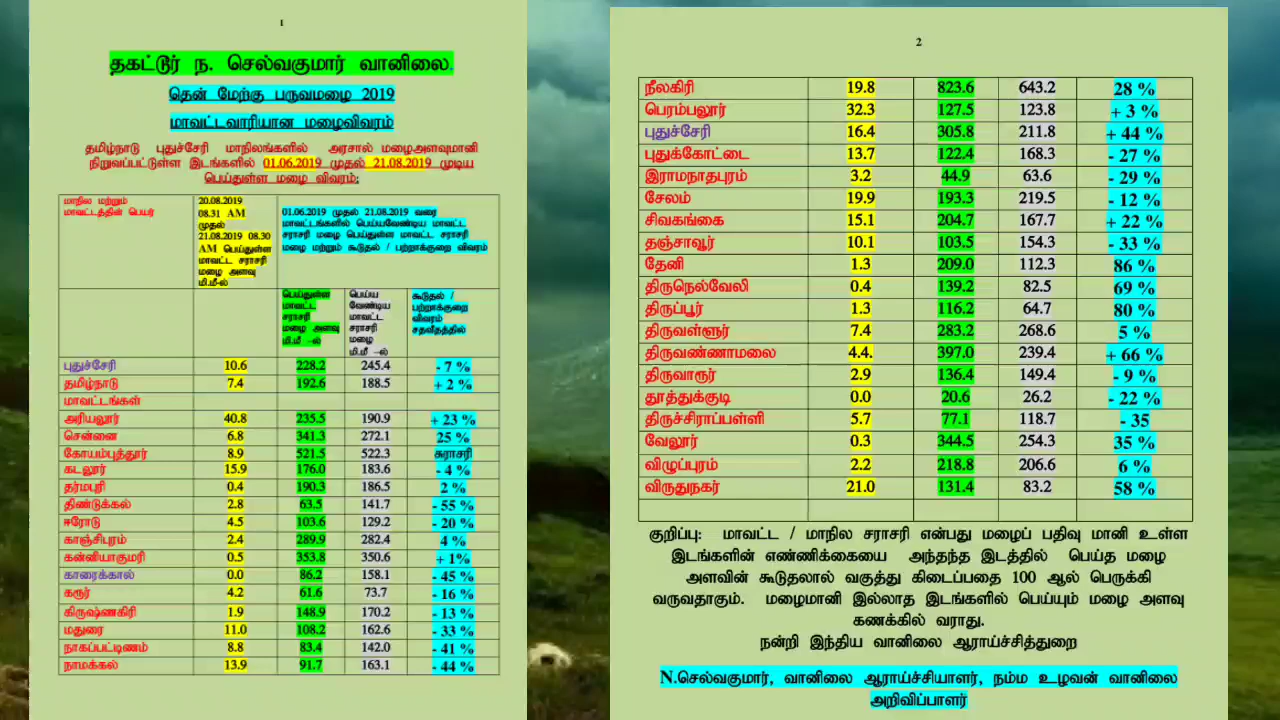 1
தகட்டூர் ந. செல்வகுமார் வானிலை.
தென் மேற்கு பருவமழை 2019
மாவட்டவாரியான மழைவிவரம்
தமிழ்நாடு புதுச்சேரி மாநிலங்களில் அரசால் மழைஅளவுமானி
நிறுவப்பட்டுள்ள இடங்களில் 01.06.2019 முதல் 21.08.2019 முடிய
பெய்துள்ள மழை விவரம்:
மாநில மற்றும்
மாவட்டத்தின் பெயர்
20.08.2019
08.31 AM
முதல்
21.08.2019 08.30
AM பெய்துள்ள
மாவட்ட சராசரி
மழை அளவு
மி.மீ-ல்
01.06.2019 முதல் 21.08.2019 வரை
மாவட்டங்களில் பெய்யவேண்டிய மாவட்ட
சராசரி மழை பெய்துள்ள மாவட்ட சராசரி
மழை மற்றும் கூடுதல் / பற்றாக்குறை விவரம்
பெய்துள்ள
மாவட்ட
சராசரி
மழை அளவு
மி.மீ -ல்
பெய்ய
வேண்டிய
மாவட்ட
சராசரி
மழை
மி.மீ -ல்
கூடுதல் /
பற்றாக்குறை
விவரம்
சதவீதத்தில்
புதுச்சேரி 10.6 228.2 245.4 - 7 %
தமிழ்நாடு 7.4 192.6 188.5 + 2 %
மாவட்டங்கள்
அரியலூர் 40.8 235.5 190.9 + 23 %
சென்னை 6.8 341.3 272.1 25 %
கோயம்புத்தூர் 8.9 521.5 522.3 சுராசரி
கடலூர் 15.9 176.0 183.6 - 4 %
தர்மபுரி 0.4 190.3 186.5 2 %
திண்டுக்கல் 2.8 63.5 141.7 - 55 %
ஈரோடு 4.5 103.6 129.2 - 20 %
காஞ்சிபுரம் 2.4 289.9 282.4 4 %
கன்னியாகுமரி 0.5 353.8 350.6 + 1%
காரைக்கால் 0.0 86.2 158.1 - 45 %
கரூர் 4.2 61.6 73.7 - 16 %
கிருஷ்ணகிரி 1.9 148.9 170.2 - 13 %
மதுரை 11.0 108.2 162.6 - 33 %
நாகப்பட்டிணம் 8.8 83.4 142.0 - 41 %
நாமக்கல் 13.9 91.7 163.1 - 44 %
2
நீலகிரி 19.8 823.6 643.2 28 %
பெரம்பலூர் 32.3 127.5 123.8 + 3 %
புதுச்சேரி 16.4 305.8 211.8 + 44 %
புதுக்கோட்டை 13.7 122.4 168.3 - 27 %
இராமநாதபுரம் 3.2 44.9 63.6 - 29 %
சேலம் 19.9 193.3 219.5 - 12 %
சிவகங்கை 15.1 204.7 167.7 + 22 %
தஞ்சாவூர் 10.1 103.5 154.3 - 33 %
தேனி 1.3 209.0 112.3 86 %
திருநெல்வேலி 0.4 139.2 82.5 69 %
திருப்பூர் 1.3 116.2 64.7 80 %
திருவள்ளூர் 7.4 283.2 268.6 5 %
திருவண்ணாமலை 4.4. 397.0 239.4 + 66 %
திருவாரூர் 2.9 136.4 149.4 - 9 %
தூத்துக்குடி 0.0 20.6 26.2 - 22 %
திருச்சிராப்பள்ளி 5.7 77.1 118.7 - 35
வேலூர் 0.3 344.5 254.3 35 %
விழுப்புரம் 2.2 218.8 206.6 6 %
விருதுநகர் 21.0 131.4 83.2 58 %
குறிப்பு: மாவட்ட / மாநில சராசரி என்பது மழைப் பதிவு மானி உள்ள
இடங்களின் எண்ணிக்கையை அந்தந்த இடத்தில் பெய்த மழை
அளவின் கூடுதலால் வகுத்து கிடைப்பதை 100 ஆல் பெருக்கி
வருவதாகும். மழைமானி இல்லாத இடங்களில் பெய்யும் மழை அளவு
கணக்கில் வராது.
நன்றி இந்திய வானிலை ஆராய்ச்சித்துறை
N.செல்வகுமார், வானிலை ஆராய்ச்சியாளர், நம்ம உழவன் வானிலை
அறிவிப்பாளர்